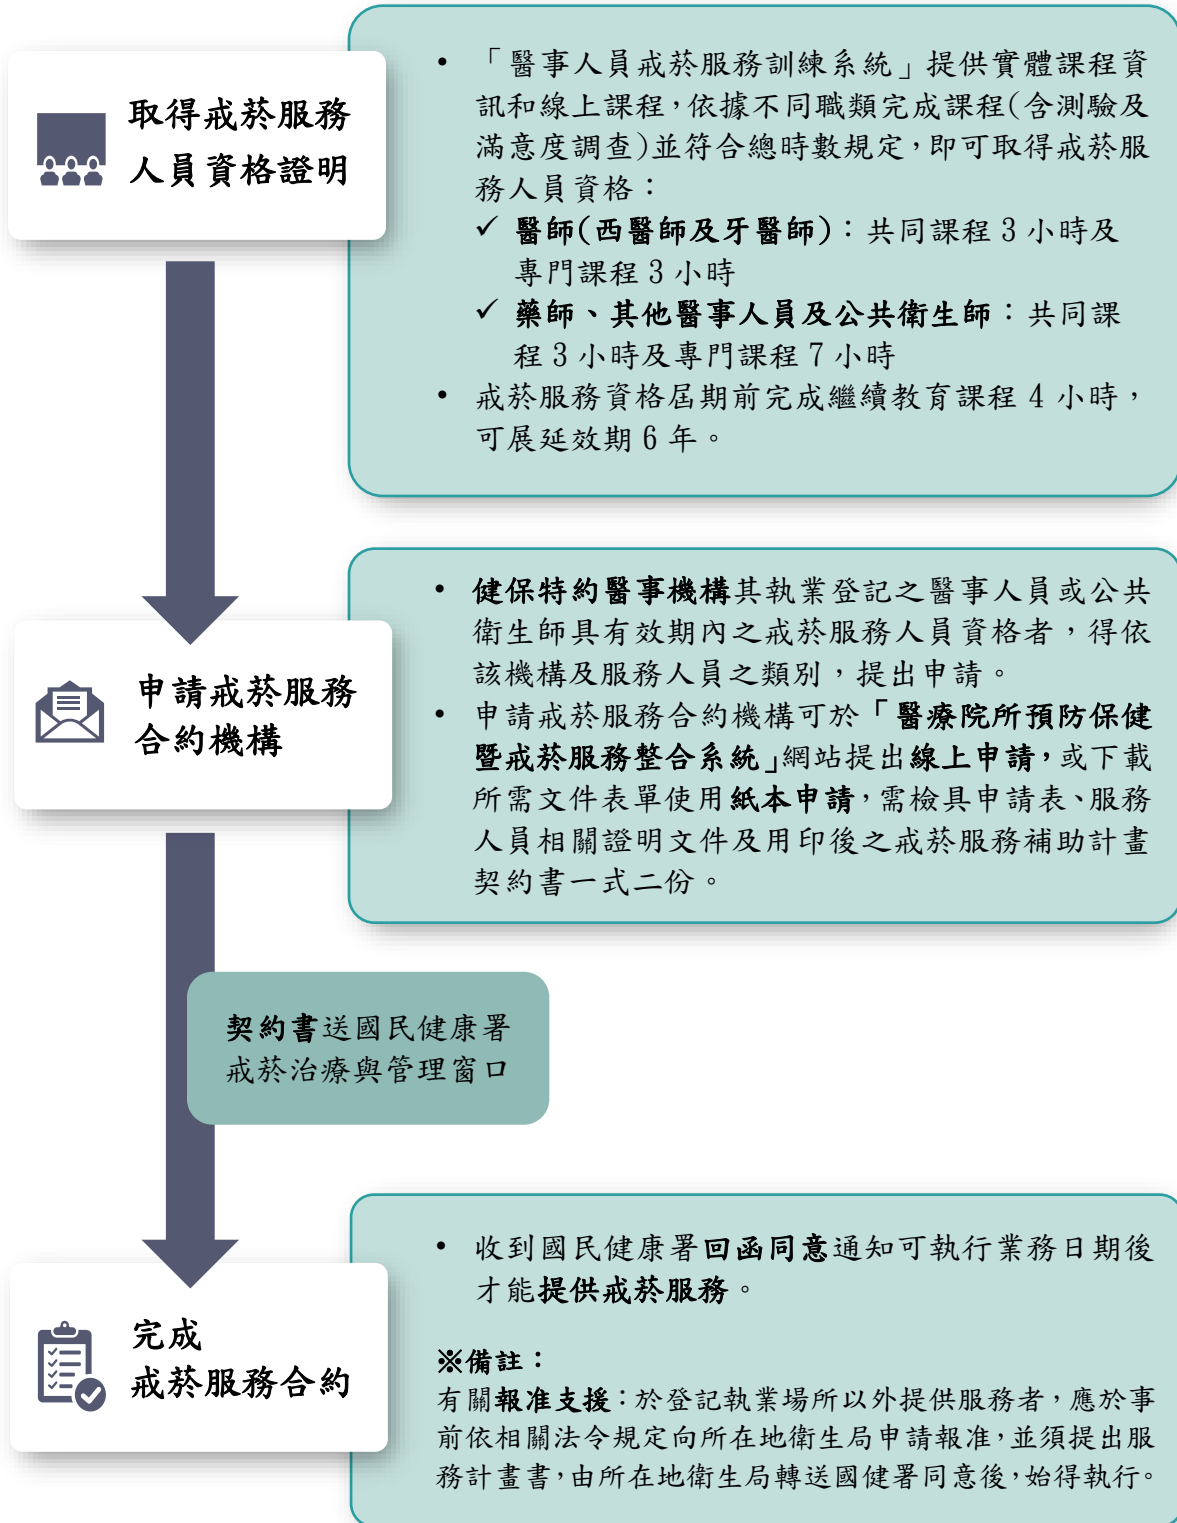 取得戒菸服務
人員資格證明
• 「醫事人員戒菸服務訓練系統」提供實體課程資
訊和線上課程，依據不同職類完成課程(含測驗及
滿意度調查)並符合總時數規定，即可取得戒菸服
務人員資格：
✓ 醫師(西醫師及牙醫師)：共同課程 3 小時及
專門課程 3 小時
✓ 藥師、其他醫事人員及公共衛生師：共同課
程 3 小時及專門課程 7 小時
• 戒菸服務資格屆期前完成繼續教育課程 4 小時，
可展延效期 6 年。
申請戒菸服務
合約機構
• 健保特約醫事機構其執業登記之醫事人員或公共
衛生師具有效期內之戒菸服務人員資格者，得依
該機構及服務人員之類別，提出申請。
• 申請戒菸服務合約機構可於「醫療院所預防保健
暨戒菸服務整合系統」網站提出線上申請，或下載
所需文件表單使用紙本申請，需檢具申請表、服務
人員相關證明文件及用印後之戒菸服務補助計畫
契約書一式二份。
契約書送國民健康署
戒菸治療與管理窗口
完成
戒菸服務合約
• 收到國民健康署回函同意通知可執行業務日期後
才能提供戒菸服務。
※備註：
有關報准支援：於登記執業場所以外提供服務者，應於事
前依相關法令規定向所在地衛生局申請報准，並須提出服
務計畫書，由所在地衛生局轉送國健署同意後，始得執行。